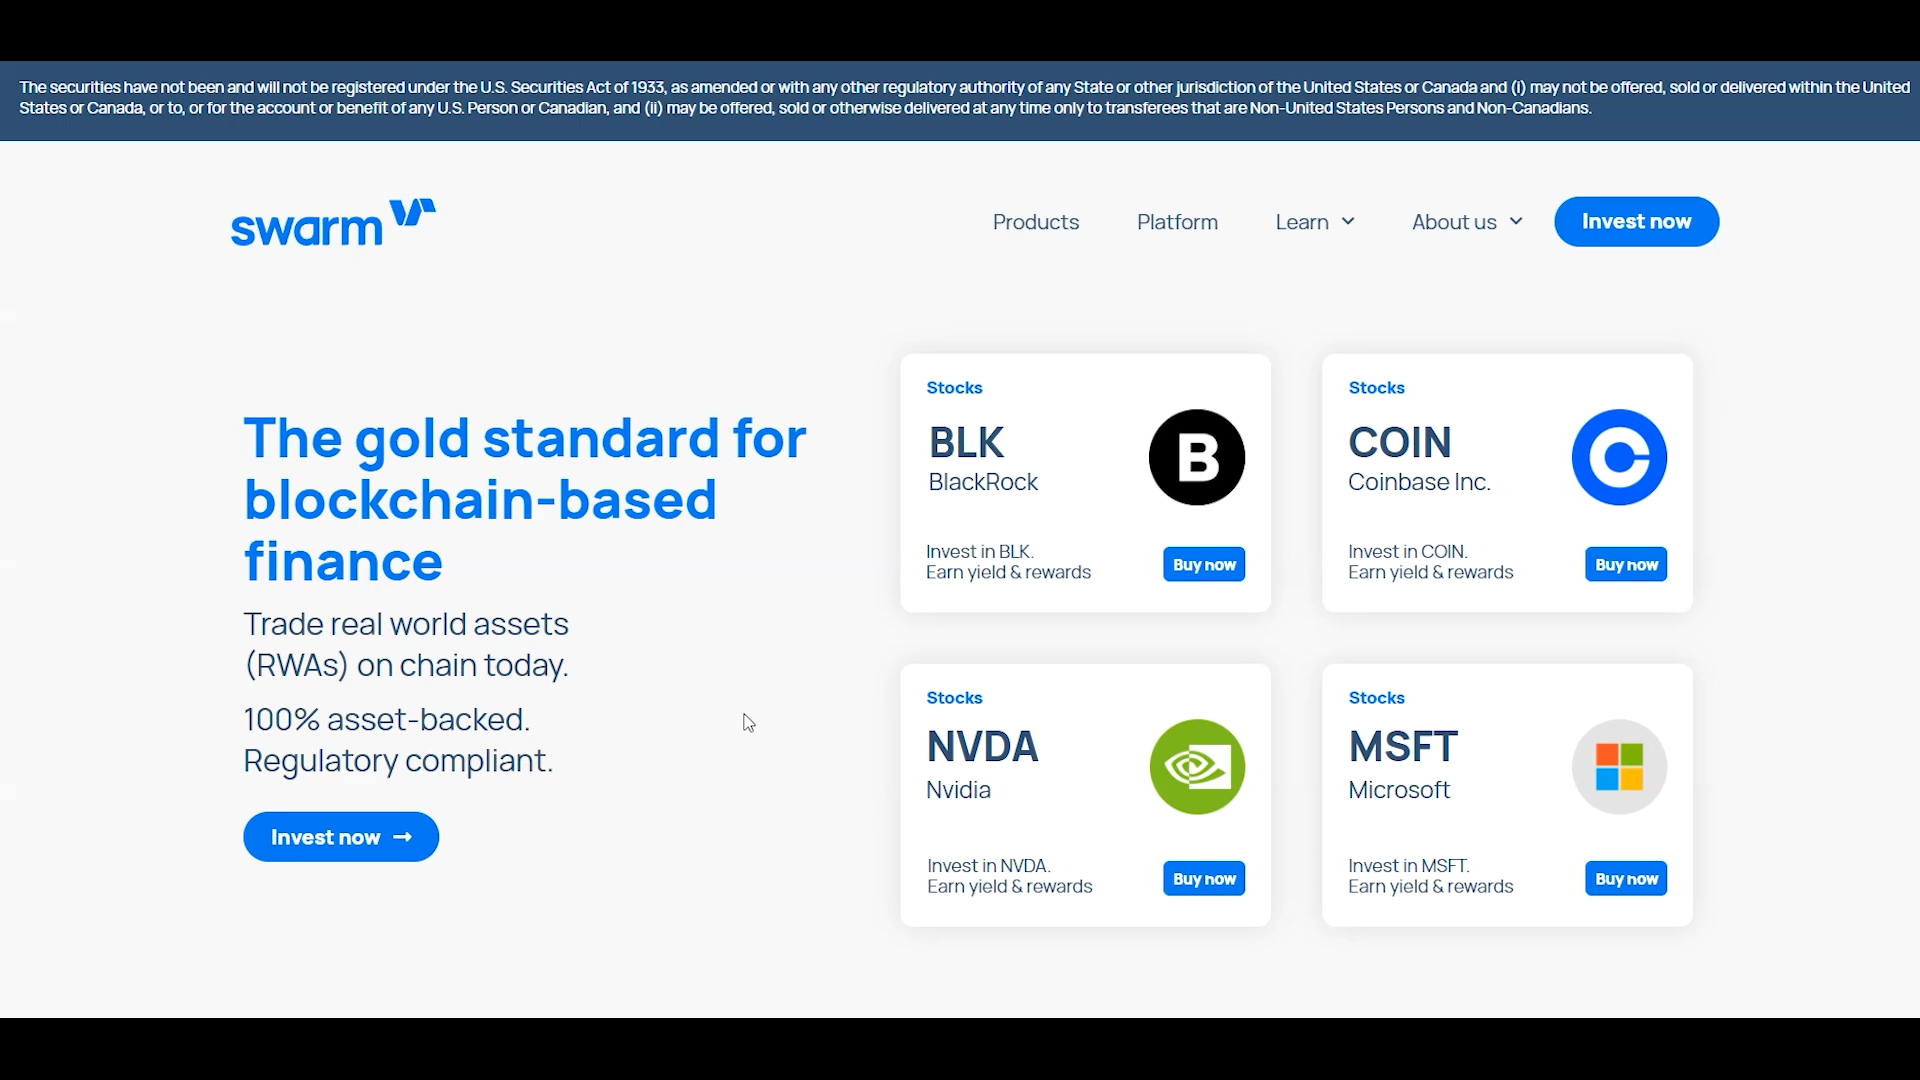 The securities have not been and will not be registered under the U.S. Securities Act of 1933, as amended or with any other regulatory authority of any State or other jurisdiction of the United States or Canada and (i) may not be offered, sold or delivered within the United
States or Canada, or to, or for the account or benefit of any U.S. Person or Canadian, and (ii) may be offered, sold or otherwise delivered at any time only to transferees that are Non-United States Persons and Non-Canadians.
swarm
Products
Platform
Learn
About us
Invest now
The gold standard for
blockchain-based
finance
Trade real world assets
(RWAs) on chain today.
100% asset-backed.
Regulatory compliant.
Invest now →
Stocks
BLK
BlackRock
B
Invest in BLK.
Earn yield & rewards
Buy now
Stocks
COIN
Coinbase Inc.
Invest in COIN.
Earn yield & rewards
Buy now
Stocks
NVDA
Nvidia
Invest in NVDA.
Earn yield & rewards
Buy now
Stocks
MSFT
Microsoft
Invest in MSFT.
Earn yield & rewards
Buy now